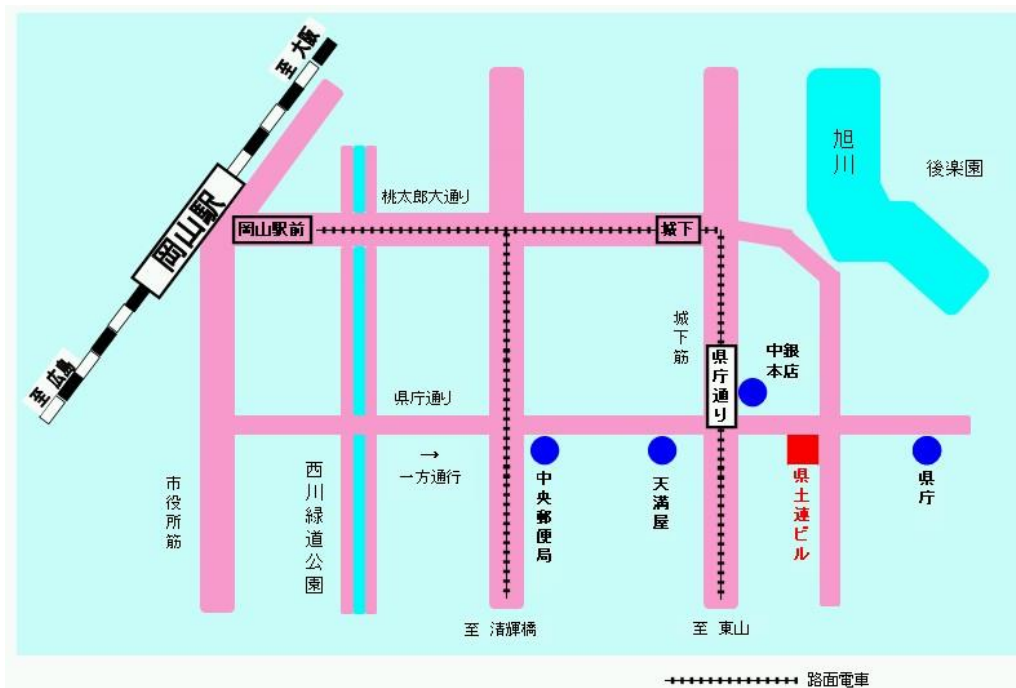 至 大阪
岡山駅
至 広島
旭川
後楽園
桃太郎大通り
岡山駅前
城下
城下筋
県庁通り
中銀
本店
県庁通り
→
一方通行
市役所筋
西川緑道公園
中央郵便局
天満屋
県土連ビル
県庁
至 清輝橋
至 東山
路面電車